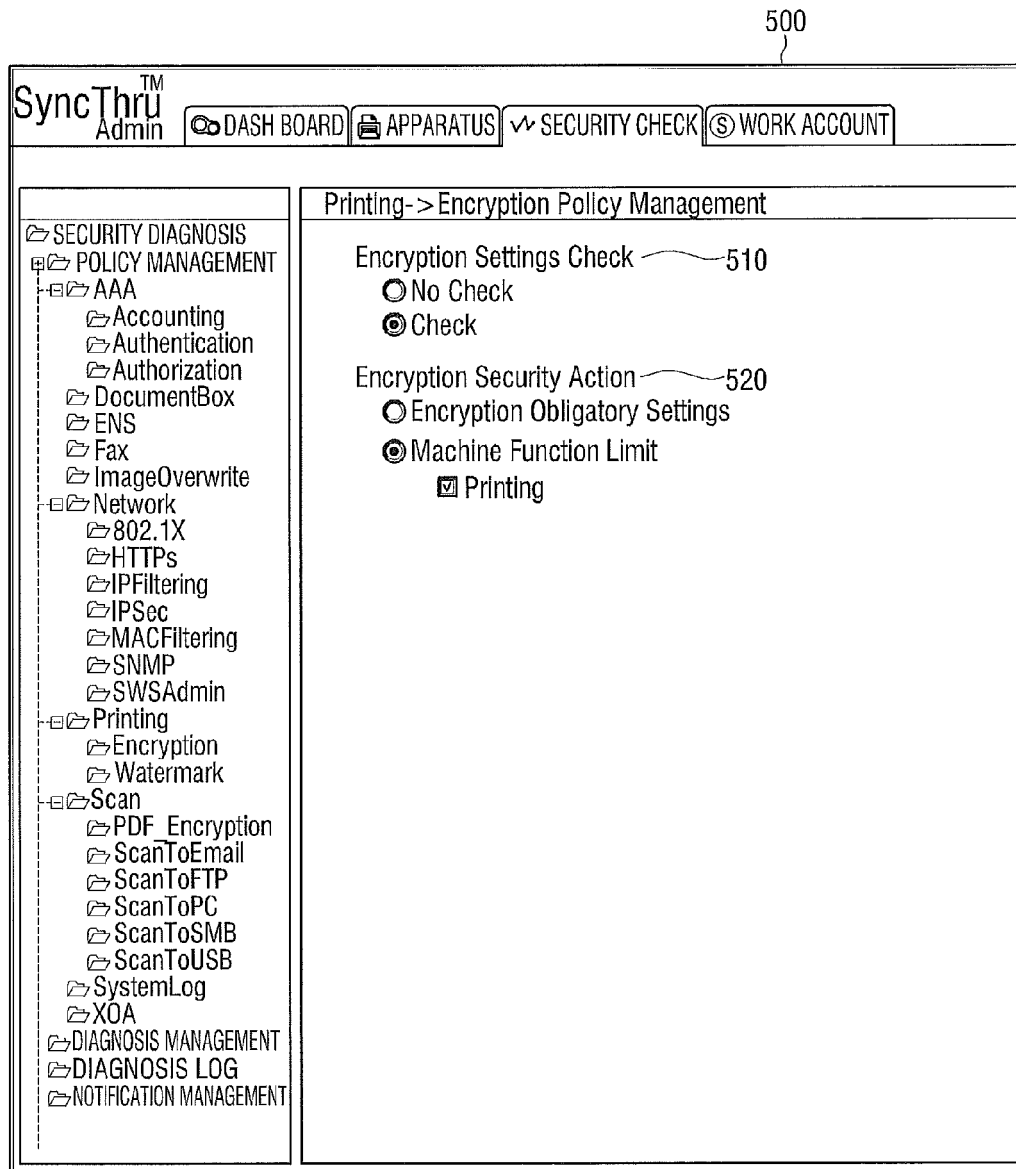 500
SyncThru™
Admin
DASH BOARD
APPARATUS
SECURITY CHECK
S WORK ACCOUNT
SECURITY DIAGNOSIS
POLICY MANAGEMENT
AAA
Accounting
Authentication
Authorization
DocumentBox
ENS
Fax
ImageOverwrite
Network
802.1X
HTTPs
IPFiltering
IPSec
MACFiltering
SNMP
SWSAdmin
Printing
Encryption
Watermark
Scan
PDF_Encryption
ScanToEmail
ScanToFTP
ScanToPC
ScanToSMB
ScanToUSB
SystemLog
XOA
DIAGNOSIS MANAGEMENT
DIAGNOSIS LOG
NOTIFICATION MANAGEMENT
Printing->Encryption Policy Management
Encryption Settings Check 510
No Check
Check
Encryption Security Action 520
Encryption Obligatory Settings
Machine Function Limit
Printing